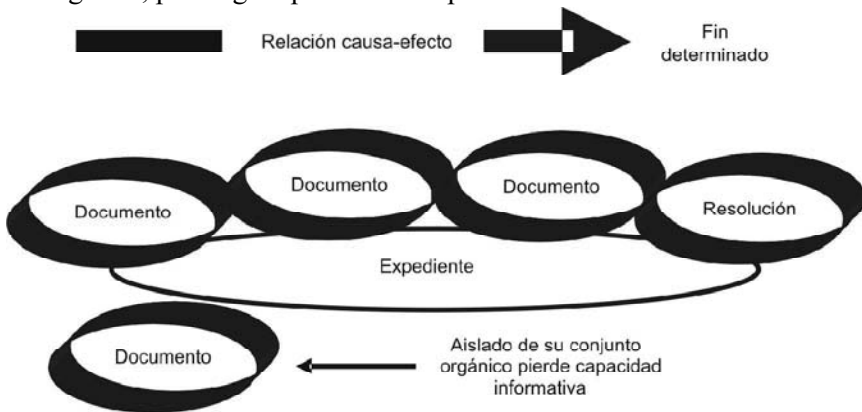 Relación causa-efecto
Fin
determinado
Documento
Documento
Documento
Resolución
Expediente
Documento
Aislado de su conjunto
orgánico pierde capacidad
informativa